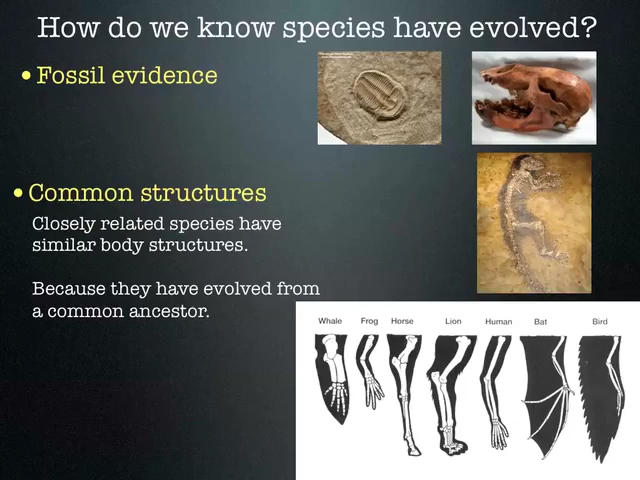 How do we know species have evolved?
•Fossil evidence
•Common structures
Closely related species have
similar body structures.
Because they have evolved from
a common ancestor.
Whale Frog Horse Lion Human Bat Bird